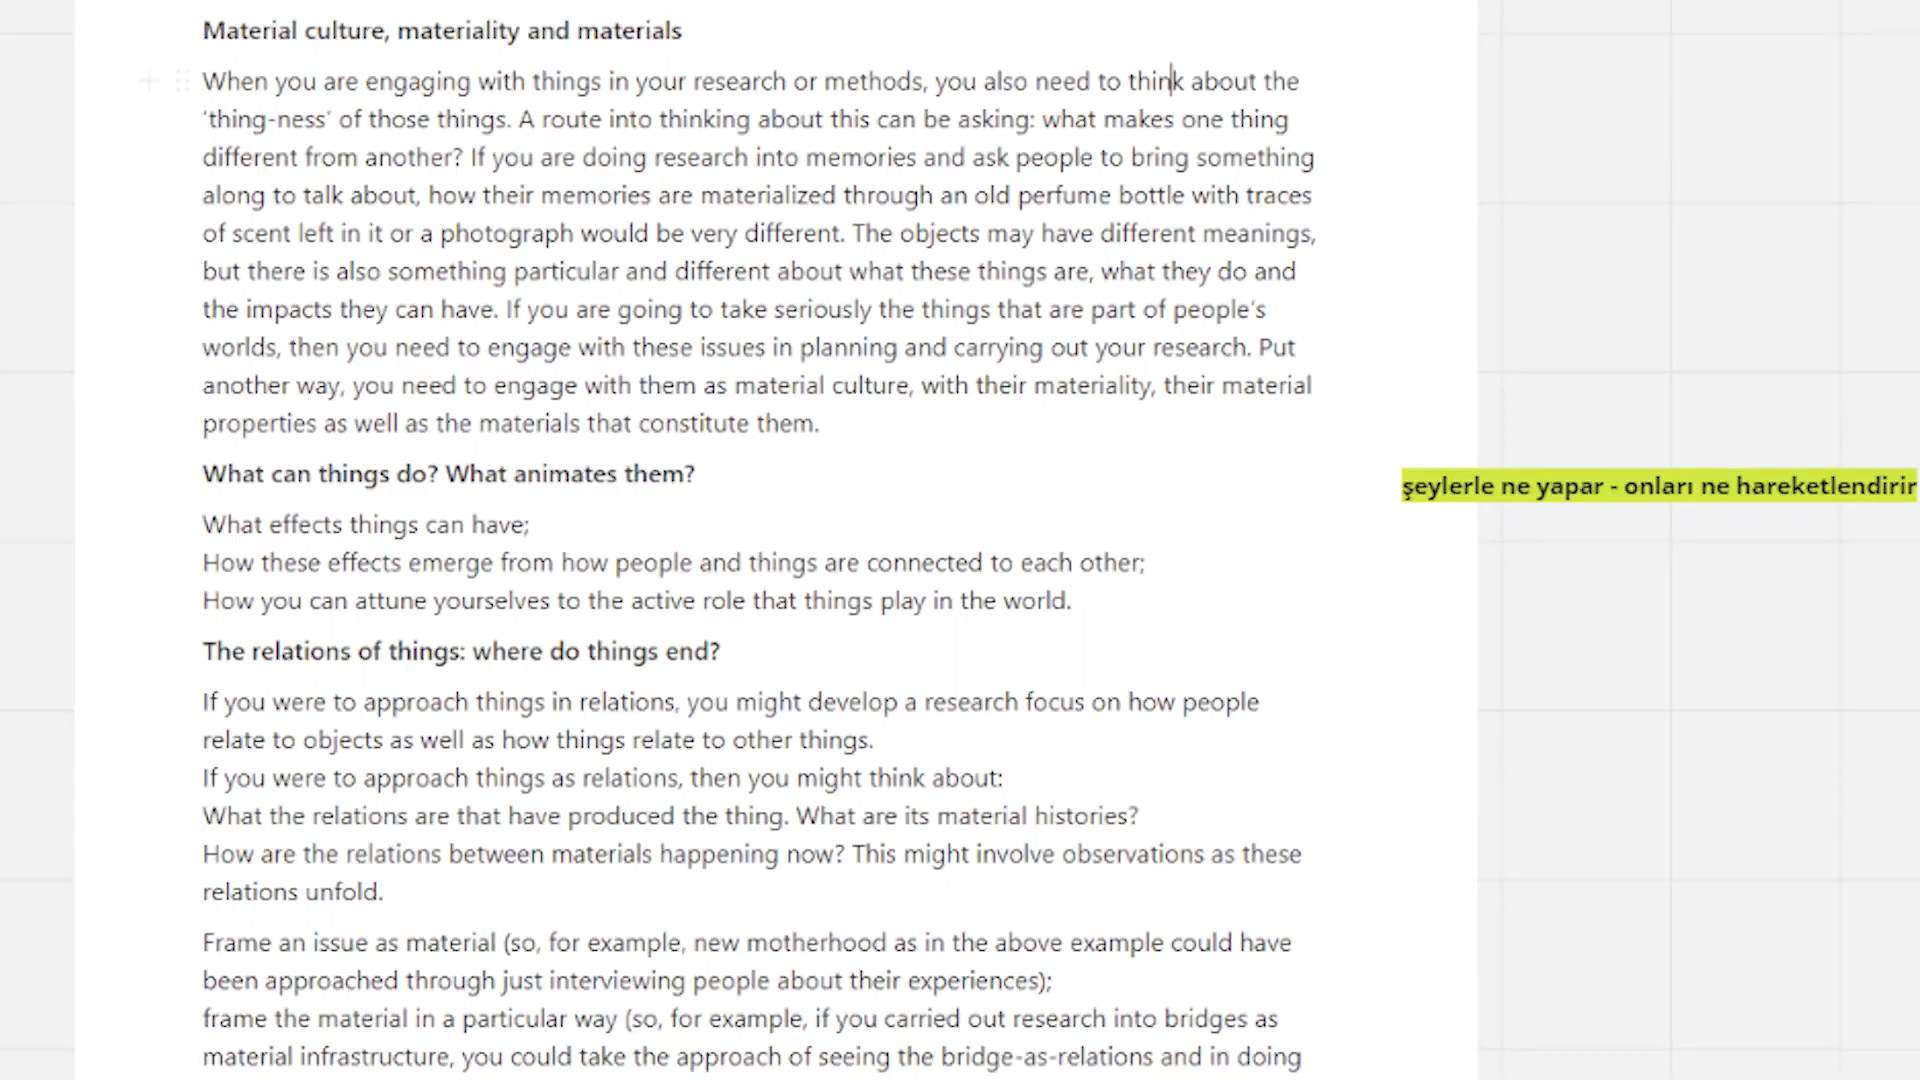 Material culture, materiality and materials
When you are engaging with things in your research or methods, you also need to think about the
‘thing-ness’ of those things. A route into thinking about this can be asking: what makes one thing
different from another? If you are doing research into memories and ask people to bring something
along to talk about, how their memories are materialized through an old perfume bottle with traces
of scent left in it or a photograph would be very different. The objects may have different meanings,
but there is also something particular and different about what these things are, what they do and
the impacts they can have. If you are going to take seriously the things that are part of people’s
worlds, then you need to engage with these issues in planning and carrying out your research. Put
another way, you need to engage with them as material culture, with their materiality, their material
properties as well as the materials that constitute them.
What can things do? What animates them?
şeylerle ne yapar - onları ne hareketlendirir
What effects things can have;
How these effects emerge from how people and things are connected to each other;
How you can attune yourselves to the active role that things play in the world.
The relations of things: where do things end?
If you were to approach things in relations, you might develop a research focus on how people
relate to objects as well as how things relate to other things.
If you were to approach things as relations, then you might think about:
What the relations are that have produced the thing. What are its material histories?
How are the relations between materials happening now? This might involve observations as these
relations unfold.
Frame an issue as material (so, for example, new motherhood as in the above example could have
been approached through just interviewing people about their experiences);
frame the material in a particular way (so, for example, if you carried out research into bridges as
material infrastructure, you could take the approach of seeing the bridge-as-relations and in doing